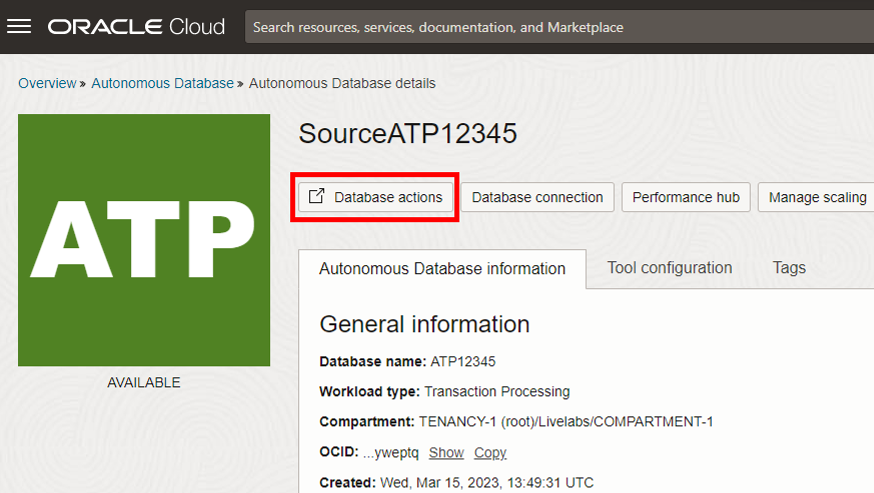 ORACLE Cloud
Search resources, services, documentation, and Marketplace
Overview » Autonomous Database » Autonomous Database details
ATP
AVAILABLE
SourceATP12345
Database actions
Database connection
Performance hub
Manage scaling
Autonomous Database information
Tool configuration
Tags
General information
Database name: ATP12345
Workload type: Transaction Processing
Compartment: TENANCY-1 (root)/Livelabs/COMPARTMENT-1
OCID: ...yweptq Show Copy
Created: Wed, Mar 15, 2023, 13:49:31 UTC